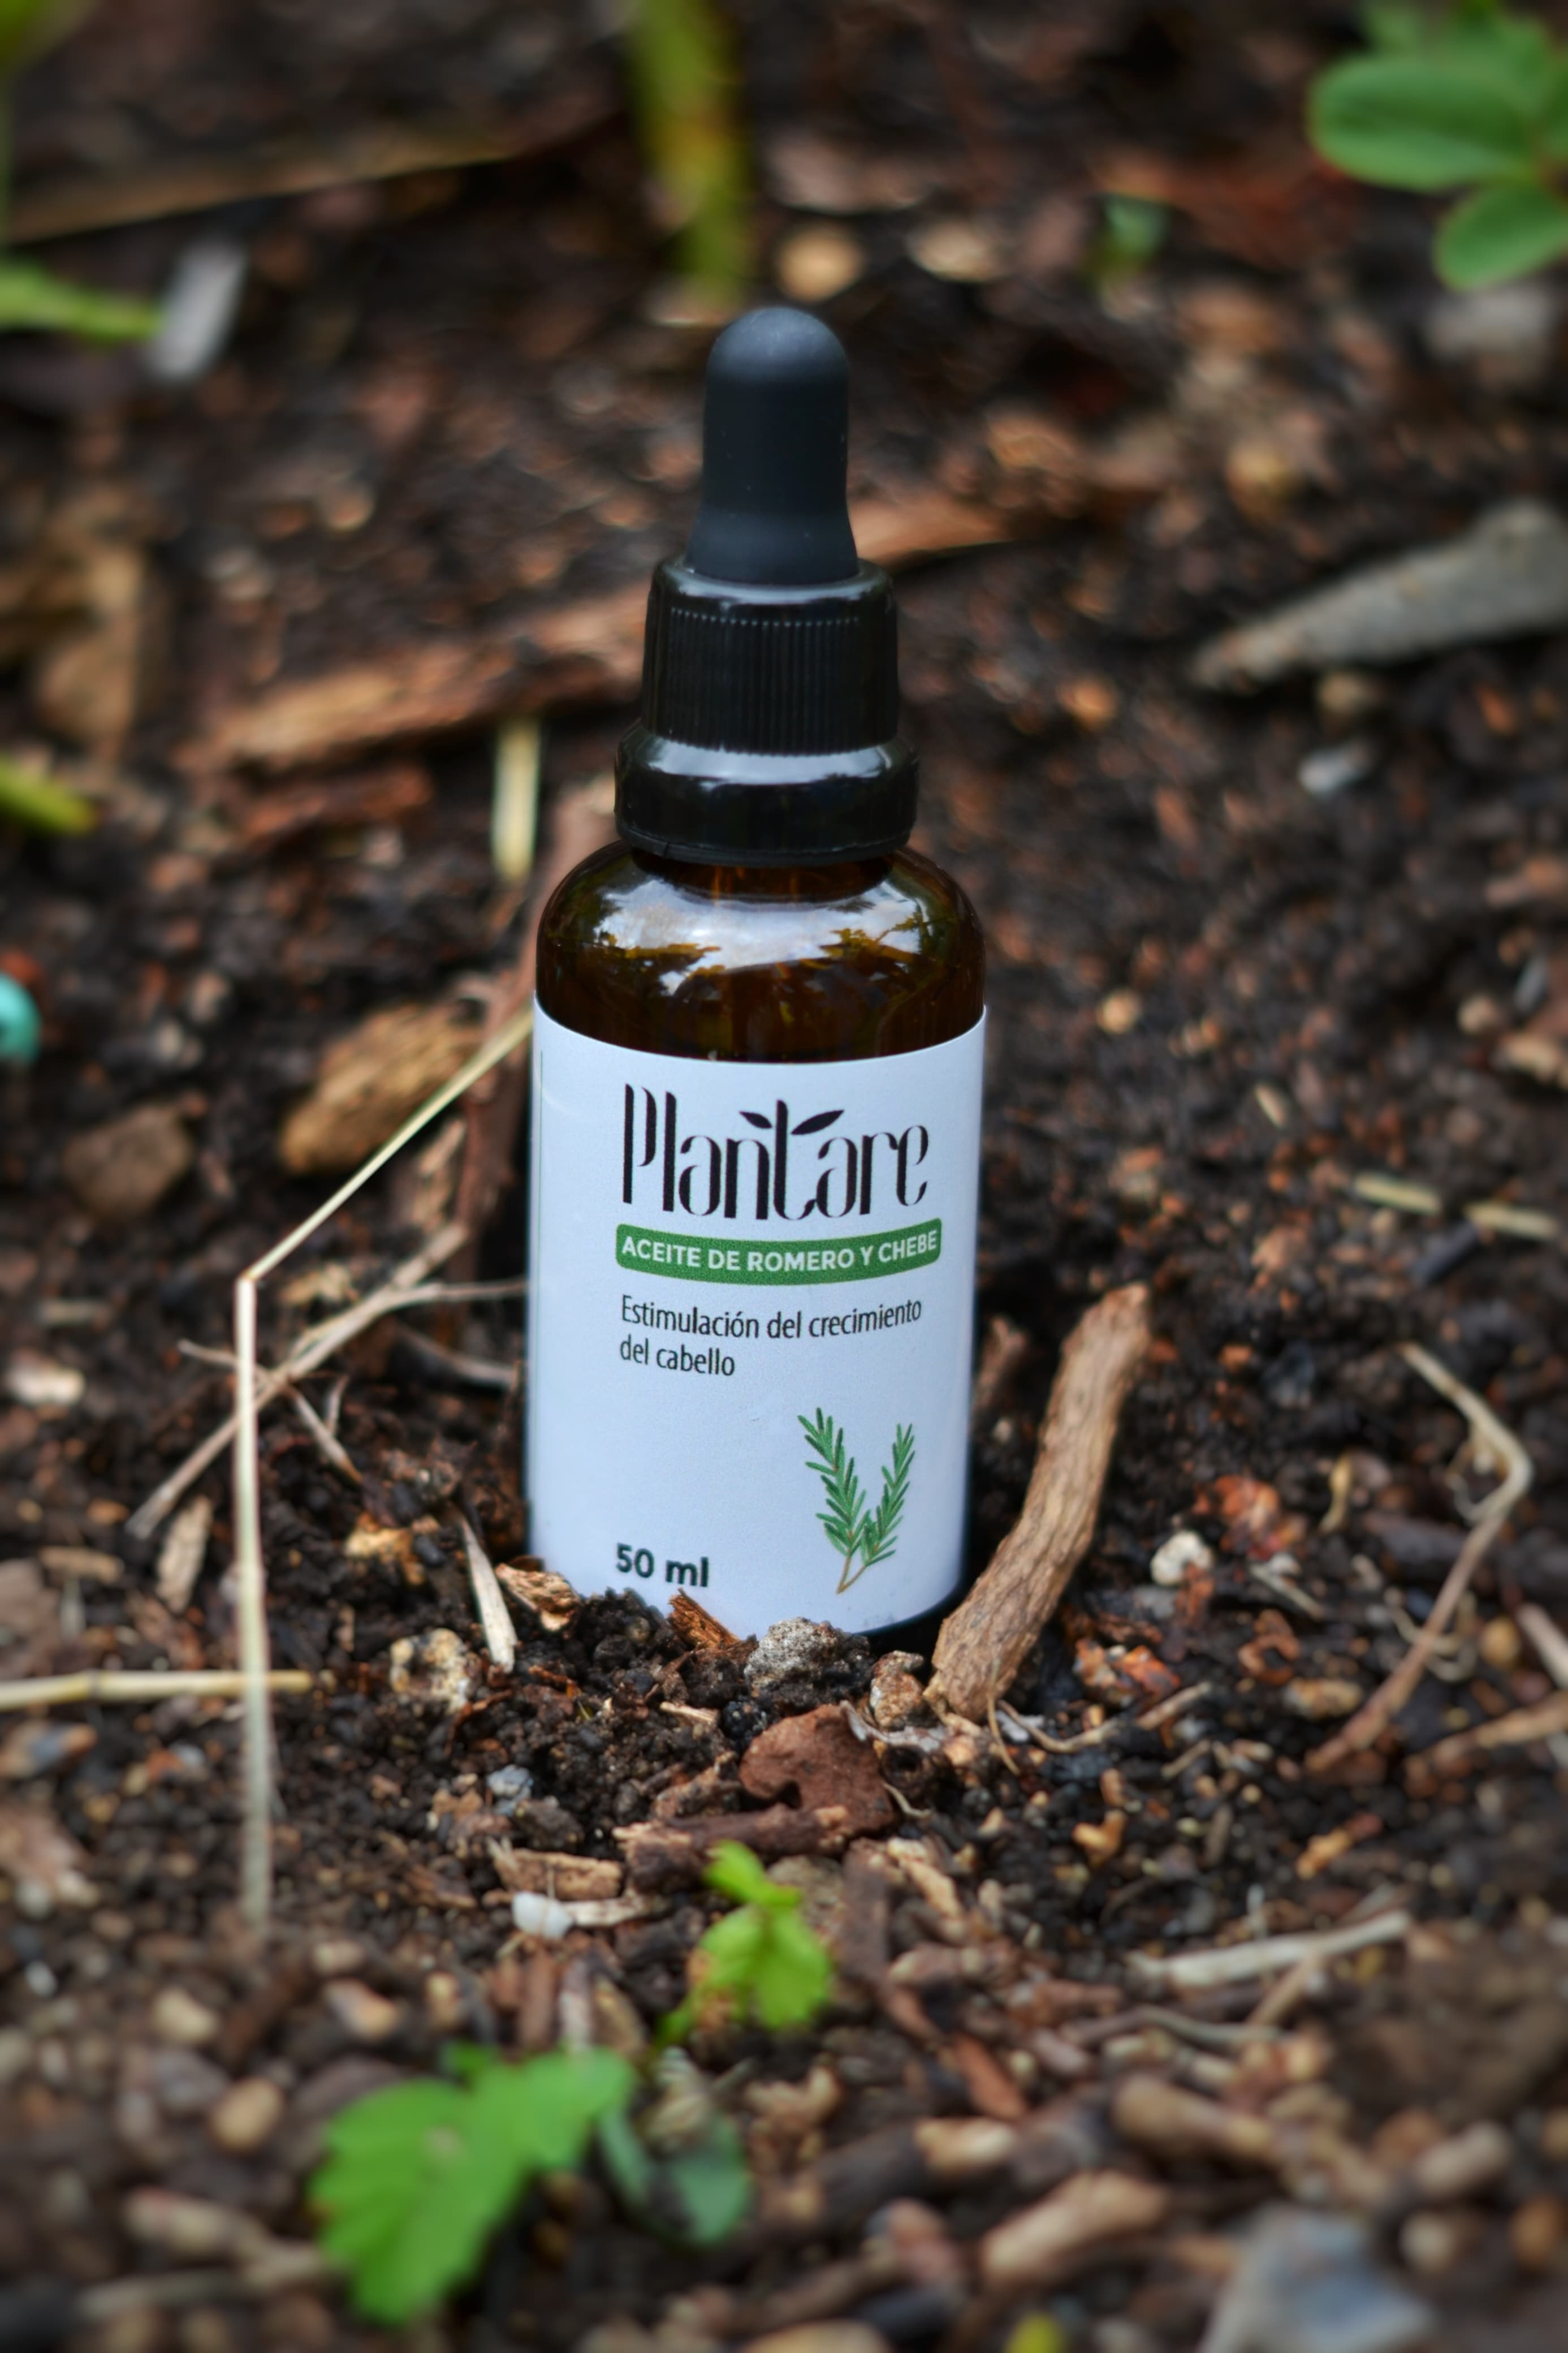 Plantare
ACEITE DE ROMERO Y CHEBE
Estimulación del crecimiento
del cabello
50 ml